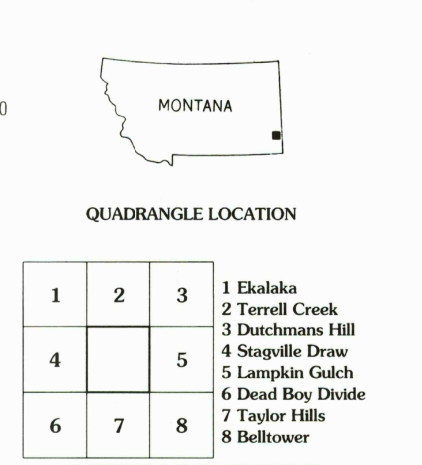 0
MONTANA
QUADRANGLE LOCATION
1 2 3
4 5
6 7 8
1 Ekalaka
2 Terrell Creek
3 Dutchmans Hill
4 Stagville Draw
5 Lampkin Gulch
6 Dead Boy Divide
7 Taylor Hills
8 Belltower